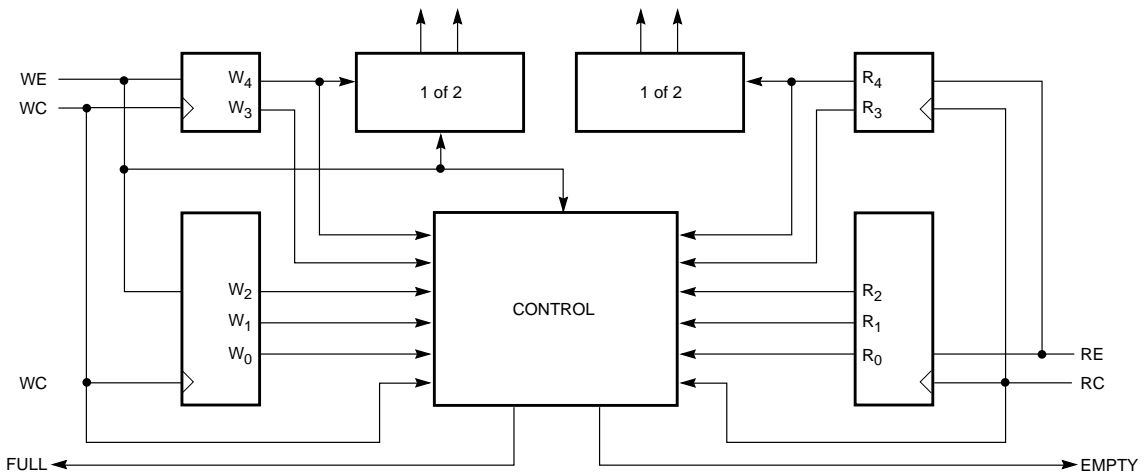 WE
WC
W4
W3
1 of 2
1 of 2
R4
R3
W2
W1
W0
CONTROL
R2
R1
R0
RE
WC
RC
FULL
EMPTY